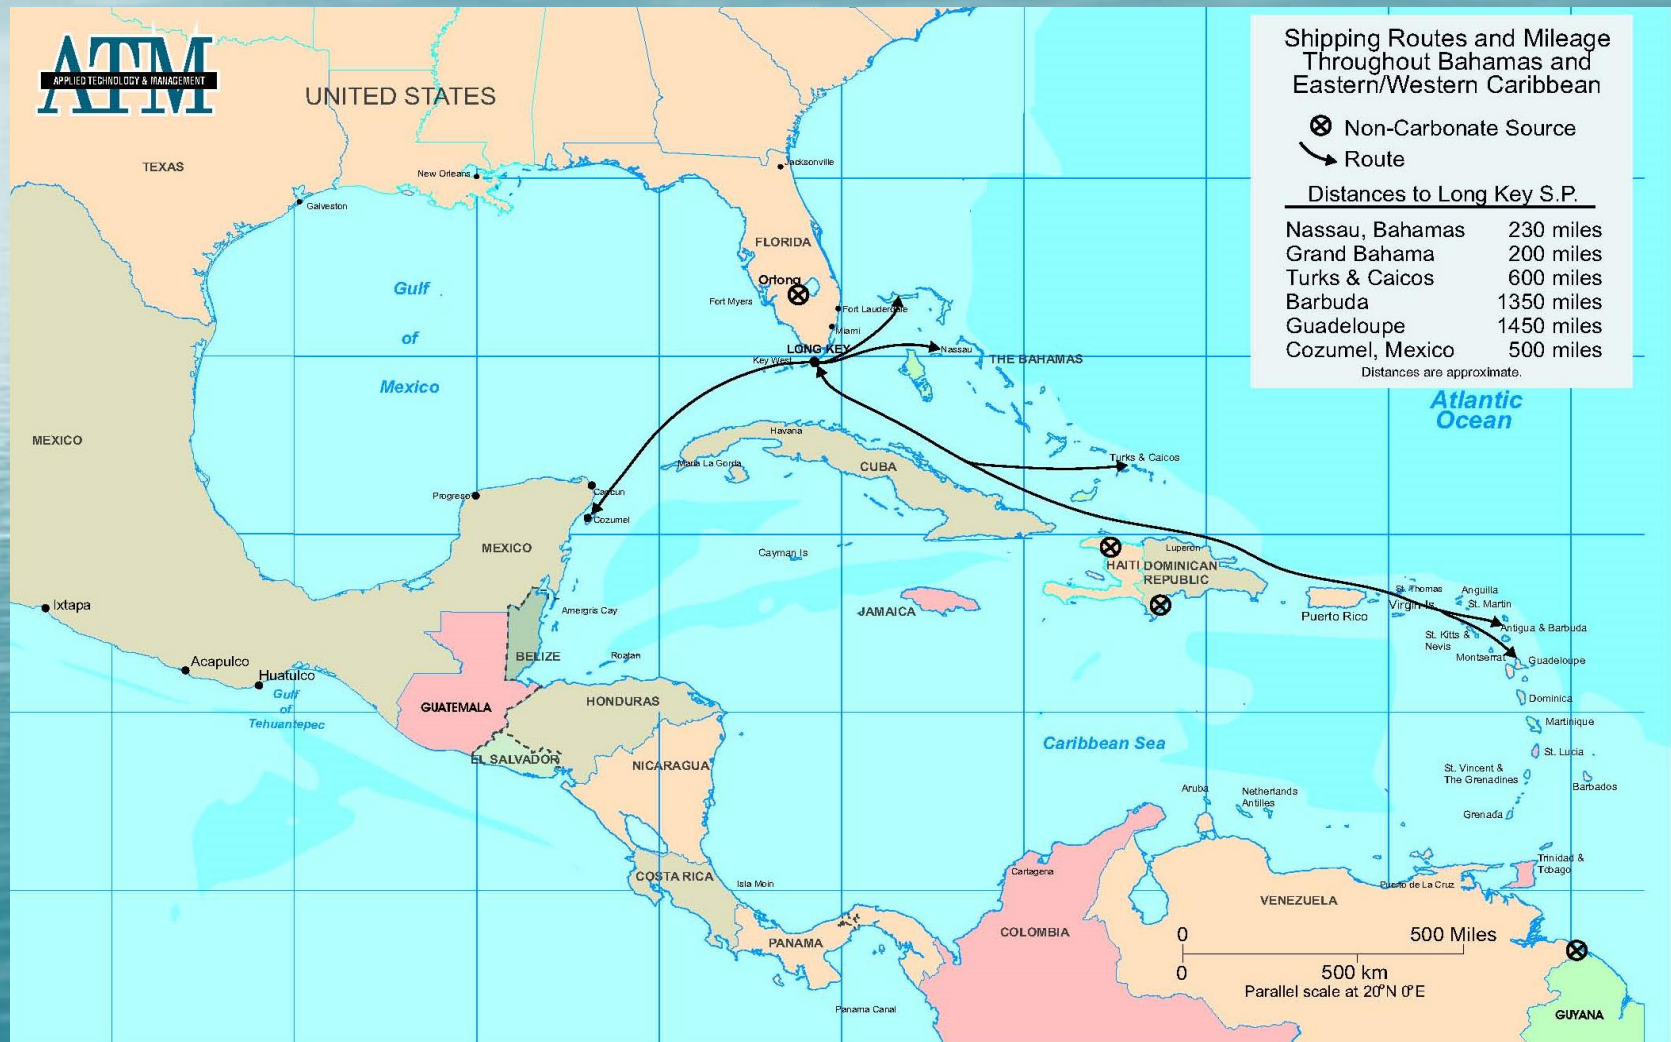 ATM
APPLIED TECHNOLOGY & MANAGEMENT
Shipping Routes and Mileage
Throughout Bahamas and
Eastern/Western Caribbean
Non-Carbonate Source
Route
Distances to Long Key S.P.
Nassau, Bahamas 230 miles
Grand Bahama 200 miles
Turks & Caicos 600 miles
Barbuda 1350 miles
Guadeloupe 1450 miles
Cozumel, Mexico 500 miles
Distances are approximate.
UNITED STATES
TEXAS
New Orleans
Jacksonville
Galveston
FLORIDA
Ortong
Fort Myers
Fort Lauderdale
Miami
LONG KEY
Key West
Nassau
THE BAHAMAS
Gulf
of
Mexico
Atlantic
Ocean
MEXICO
Havana
Maria La Gorda
CUBA
Turks & Caicos
Progreso
Cancun
Cozumel
MEXICO
Cayman Is
Luperon
HAITI
DOMINICAN
REPUBLIC
JAMAICA
Puerto Rico
St. Thomas
Virgin Is.
Anguilla
St. Martin
Antigua & Barbuda
St. Kitts &
Nevis
Montserrat
Guadeloupe
Ixtapa
Amergris Cay
Acapulco
Huatulco
Gulf
of
Tehuantepec
BELIZE
Roatan
GUATEMALA
HONDURAS
Dominica
Martinique
EL SALVADOR
NICARAGUA
Caribbean Sea
St. Lucia
St. Vincent &
The Grenadines
Barbados
Aruba
Netherlands
Antilles
Grenada
COSTA RICA
Isla Moin
Cartagena
Puerto de La Cruz
Trinidad &
Tobago
VENEZUELA
PANAMA
COLOMBIA
Panama Canal
0 500 Miles
0 500 km
Parallel scale at 20°N 0°E
GUYANA